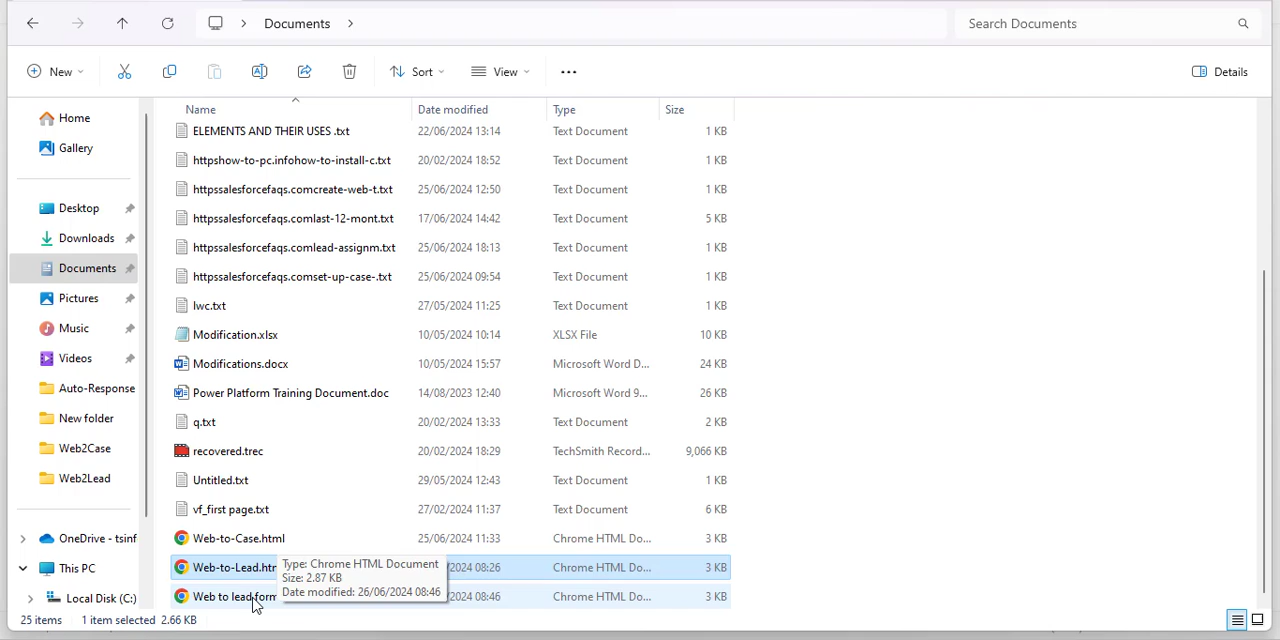 Documents
Search Documents
New
Sort
View
Details
Name
Date modified
Type
Size
Home
Gallery
Desktop
Downloads
Documents
Pictures
Music
Videos
Auto-Response
New folder
Web2Case
Web2Lead
OneDrive - tsinf
This PC
Local Disk (C:)
ELEMENTS AND THEIR USES .txt 22/06/2024 13:14 Text Document 1 KB
httpshow-to-pc.infohow-to-install-c.txt 20/02/2024 18:52 Text Document 1 KB
httpssalesforcefaqs.comcreate-web-t.txt 25/06/2024 12:50 Text Document 1 KB
httpssalesforcefaqs.comlast-12-mont.txt 17/06/2024 14:42 Text Document 5 KB
httpssalesforcefaqs.comlead-assignm.txt 25/06/2024 18:13 Text Document 1 KB
httpssalesforcefaqs.comset-up-case-.txt 25/06/2024 09:54 Text Document 1 KB
lwc.txt 27/05/2024 11:25 Text Document 1 KB
Modification.xlsx 10/05/2024 10:14 XLSX File 10 KB
Modifications.docx 10/05/2024 15:57 Microsoft Word D... 24 KB
Power Platform Training Document.doc 14/08/2023 12:40 Microsoft Word 9... 26 KB
q.txt 20/02/2024 13:33 Text Document 2 KB
recovered.trec 20/02/2024 18:29 TechSmith Record... 9,066 KB
Untitled.txt 29/05/2024 12:43 Text Document 1 KB
vf_first page.txt 27/02/2024 11:37 Text Document 6 KB
Web-to-Case.html 25/06/2024 11:33 Chrome HTML Do... 3 KB
Web-to-Lead.htm /2024 08:26 Chrome HTML Do... 3 KB
Web to lead form /2024 08:46 Chrome HTML Do... 3 KB
Type: Chrome HTML Document
Size: 2.87 KB
Date modified: 26/06/2024 08:46
25 items 1 item selected 2.66 KB